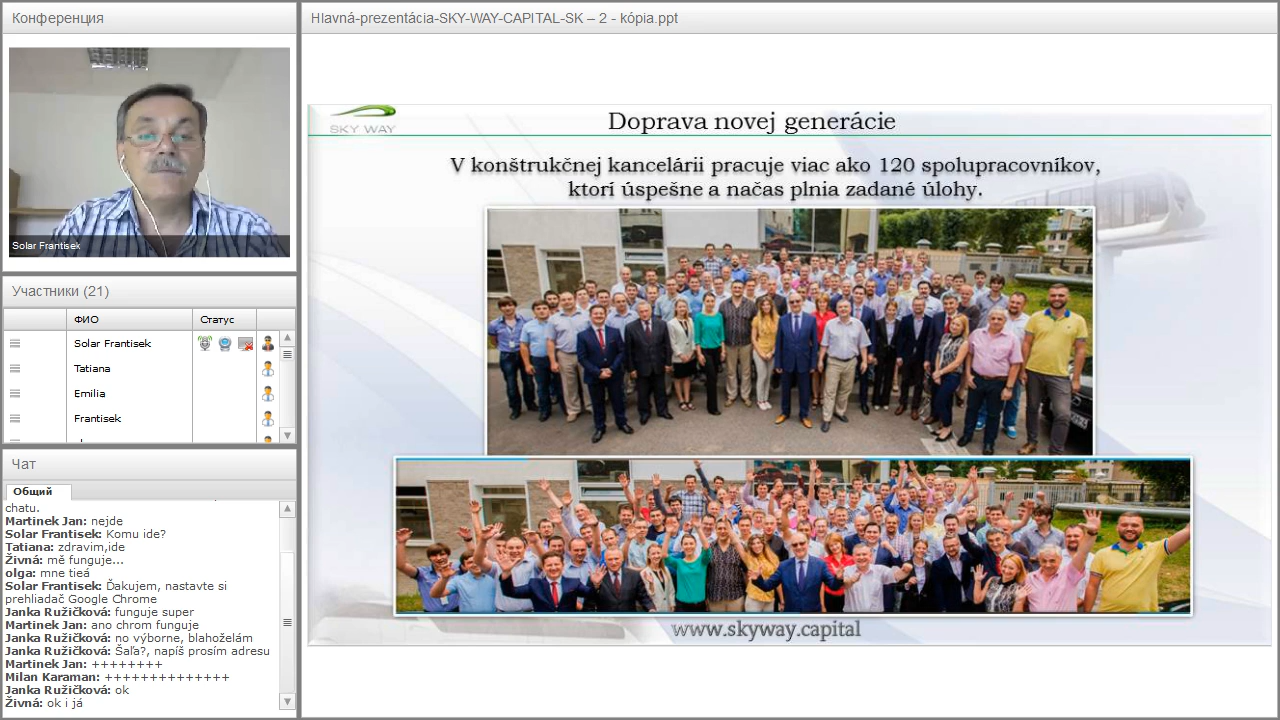 Конференция
Solar Frantisek
Участники (21)
ФИО
Статус
Solar Frantisek
Tatiana
Emilia
Frantisek
Чат
Общий
chatu.
Martinek Jan: nejde
Solar Frantisek: Komu ide?
Tatiana: zdravim,ide
Živná: mě funguje...
olga: mne tieá
Solar Frantisek: Ďakujem, nastavte si
prehliadač Google Chrome
Janka Ružičková: funguje super
Martinek Jan: ano chrom funguje
Janka Ružičková: no výborne, blahoželám
Janka Ružičková: Šaľa?, napíš prosím adresu
Martinek Jan: ++++++++
Milan Karaman: ++++++++++++++
Janka Ružičková: ok
Živná: ok i já
Hlavná-prezentácia-SKY-WAY-CAPITAL-SK – 2 - kópia.ppt
SKY WAY
Doprava novej generácie
V konštrukčnej kancelárii pracuje viac ako 120 spolupracovníkov,
ktorí úspešne a načas plnia zadané úlohy.
www.skyway.capital